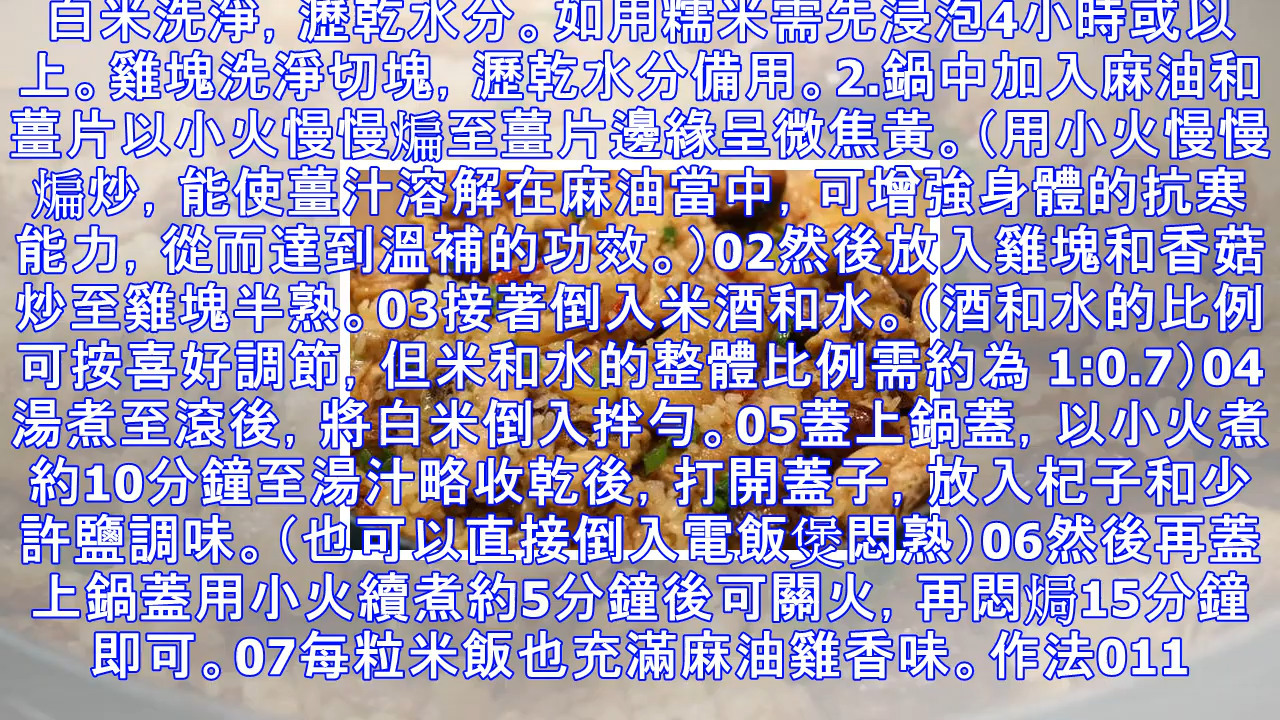 白米洗淨, 瀝乾水分。如用糯米需先浸泡4小時或以
上。雞塊洗淨切塊, 瀝乾水分備用。2.鍋中加入麻油和
薑片以小火慢慢煸至薑片邊緣呈微焦黃。(用小火慢慢
煸炒, 能使薑汁溶解在麻油當中, 可增強身體的抗寒
能力, 從而達到溫補的功效。)02然後放入雞塊和香菇
炒至雞塊半熟。03接著倒入米酒和水。(酒和水的比例
可按喜好調節, 但米和水的整體比例需約為 1:0.7)04
湯煮至滾後, 將白米倒入拌勻。05蓋上鍋蓋, 以小火煮
約10分鐘至湯汁略收乾後, 打開蓋子, 放入杞子和少
許鹽調味。(也可以直接倒入電飯煲悶熟)06然後再蓋
上鍋蓋用小火續煮約5分鐘後可關火, 再悶焗15分鐘
即可。07每粒米飯也充滿麻油雞香味。作法011